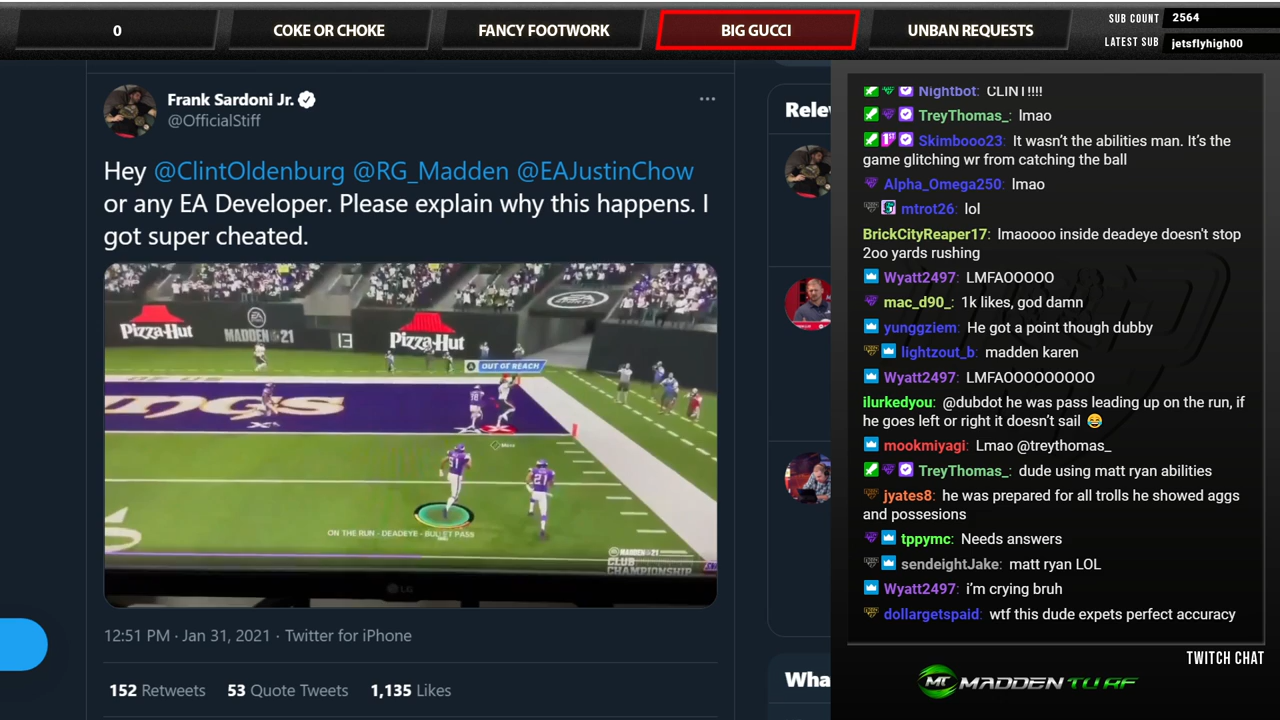 0
COKE OR CHOKE
FANCY FOOTWORK
BIG GUCCI
UNBAN REQUESTS
SUB COUNT 2564
LATEST SUB jetsflyhigh00
Frank Sardoni Jr.
@OfficialStiff
Hey @ClintOldenburg @RG_Madden @EAJustinChow
or any EA Developer. Please explain why this happens. I
got super cheated.
Pizza Hut
EA
MADDEN 21
13
Pizza Hut
OUT OF REACH
18
51
21
ON THE RUN - DEADEYE - BULLET PASS
MADDEN 21
CLUB
CHAMPIONSHIP
LG
12:51 PM · Jan 31, 2021 · Twitter for iPhone
152 Retweets 53 Quote Tweets 1,135 Likes
Rele
Wha
Nightbot: CLINT!!!!
TreyThomas_: lmao
Skimbooo23: It wasn't the abilities man. It's the
game glitching wr from catching the ball
Alpha_Omega250: lmao
mtrot26: lol
BrickCityReaper17: lmaoooo inside deadeye doesn't stop
2oo yards rushing
Wyatt2497: LMFAOOOOO
mac_d90_: 1k likes, god damn
yunggziem: He got a point though dubby
lightzout_b: madden karen
Wyatt2497: LMFAOOOOOOOOO
ilurkedyou: @dubdot he was pass leading up on the run, if
he goes left or right it doesn't sail 😂
mookmiyagi: Lmao @treythomas_
TreyThomas_: dude using matt ryan abilities
jyates8: he was prepared for all trolls he showed aggs
and possesions
tppymc: Needs answers
sendeightJake: matt ryan LOL
Wyatt2497: i'm crying bruh
dollargetspaid: wtf this dude expets perfect accuracy
TWITCH CHAT
MT MADDEN TURF